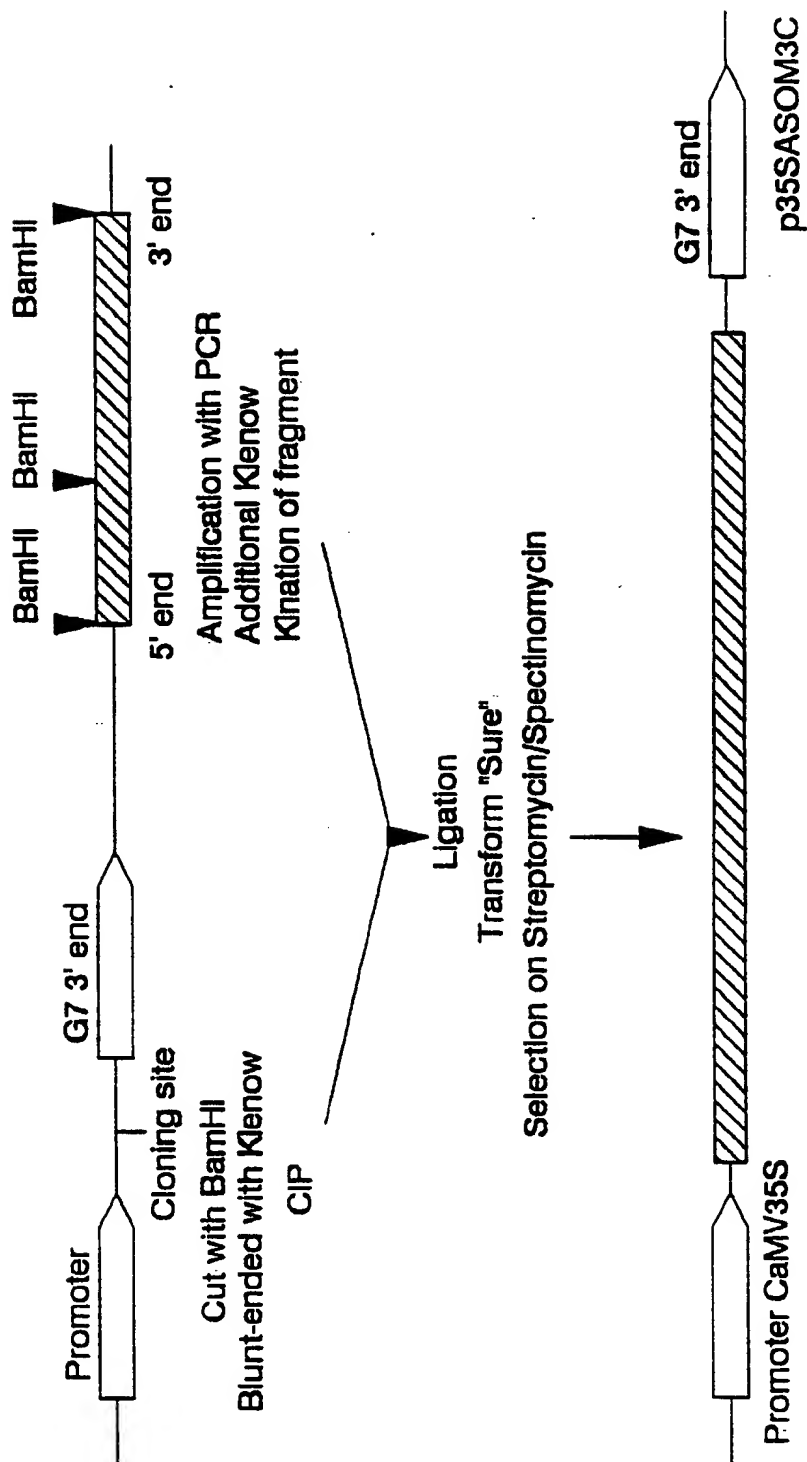 Promoter
Cloning site
G7 3' end
Cut with BamHI
Blunt-ended with Klenow
CIP
BamHI
BamHI
BamHI
5' end
3' end
Amplification with PCR
Additional Klenow
Kination of fragment
Ligation
Transform "Sure"
Selection on Streptomycin/Spectinomycin
Promoter CaMV35S
G7 3' end
p35SASOM3C